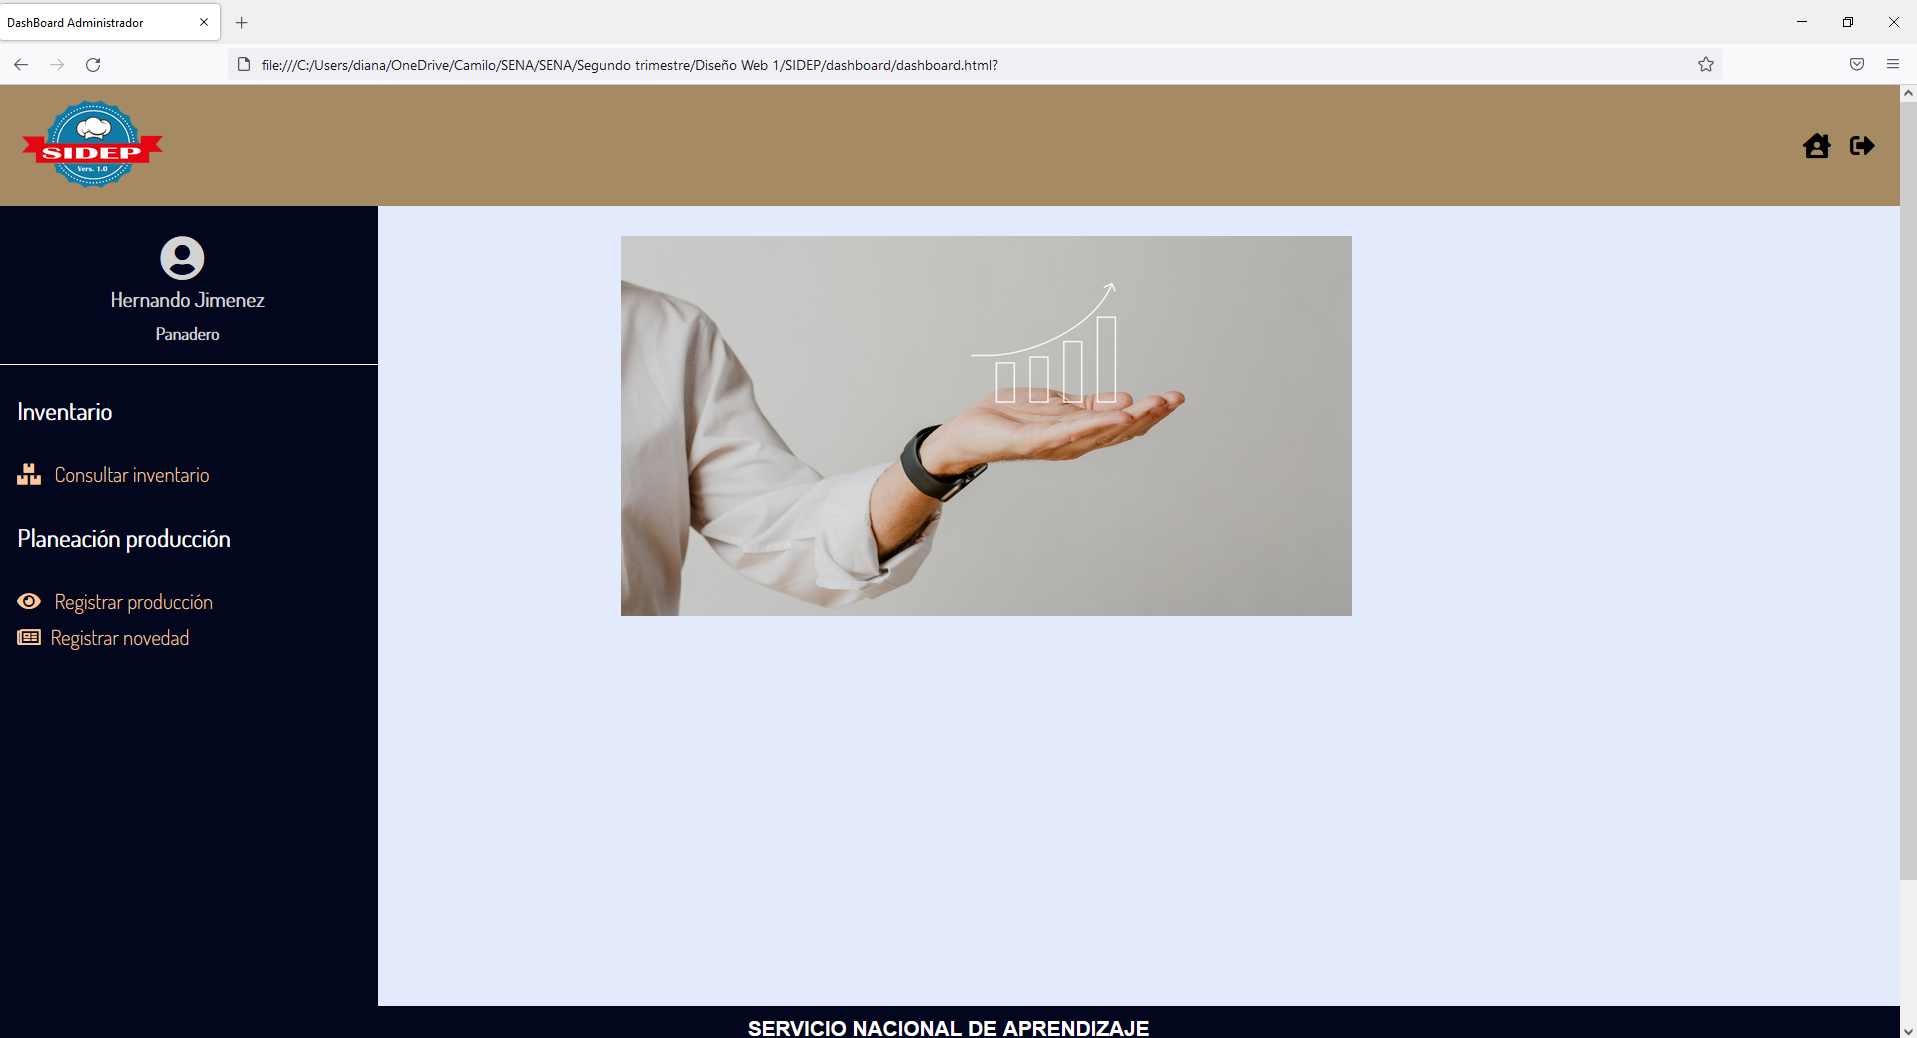 DashBoard Administrador
file:///C:/Users/diana/OneDrive/Camilo/SENA/SENA/Segundo trimestre/Diseño Web 1/SIDEP/dashboard/dashboard.html?
SIDEP
Vers. 1.0
Hernando Jimenez
Panadero
Inventario
Consultar inventario
Planeación producción
Registrar producción
Registrar novedad
SERVICIO NACIONAL DE APRENDIZAJE